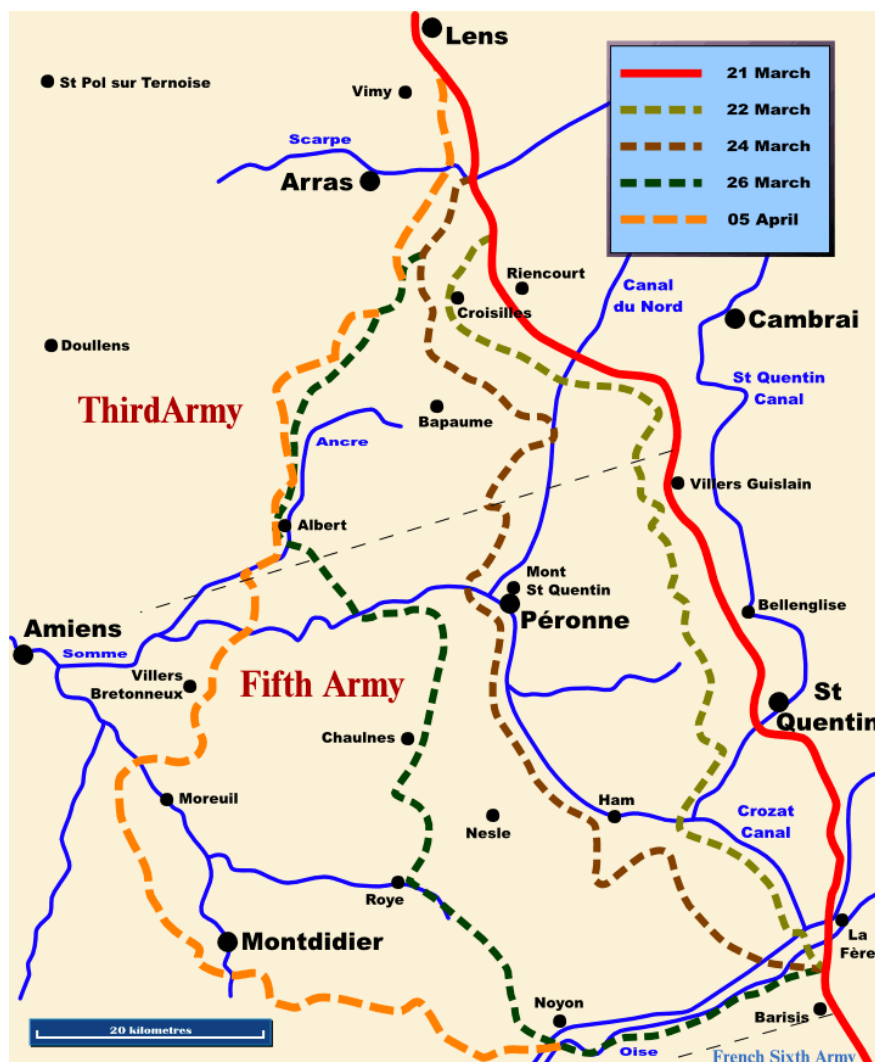 Lens
21 March
St Pol sur Ternoise
Vimy
22 March
Scarpe
24 March
Arras
26 March
05 April
Riencourt
Canal
du Nord
Croisilles
Cambrai
Doullens
St Quentin
Canal
ThirdArmy
Bapaume
Ancre
Villers Guislain
Albert
Mont
St Quentin
Bellenglise
Péronne
Amiens
Somme
Villers
Bretonneux
Fifth Army
St
Quentin
Chaulnes
Moreuil
Ham
Crozat
Canal
Nesle
Roye
Montdidier
La
Fère
Noyon
Barisis
20 kilometres
Oise
French Sixth Army